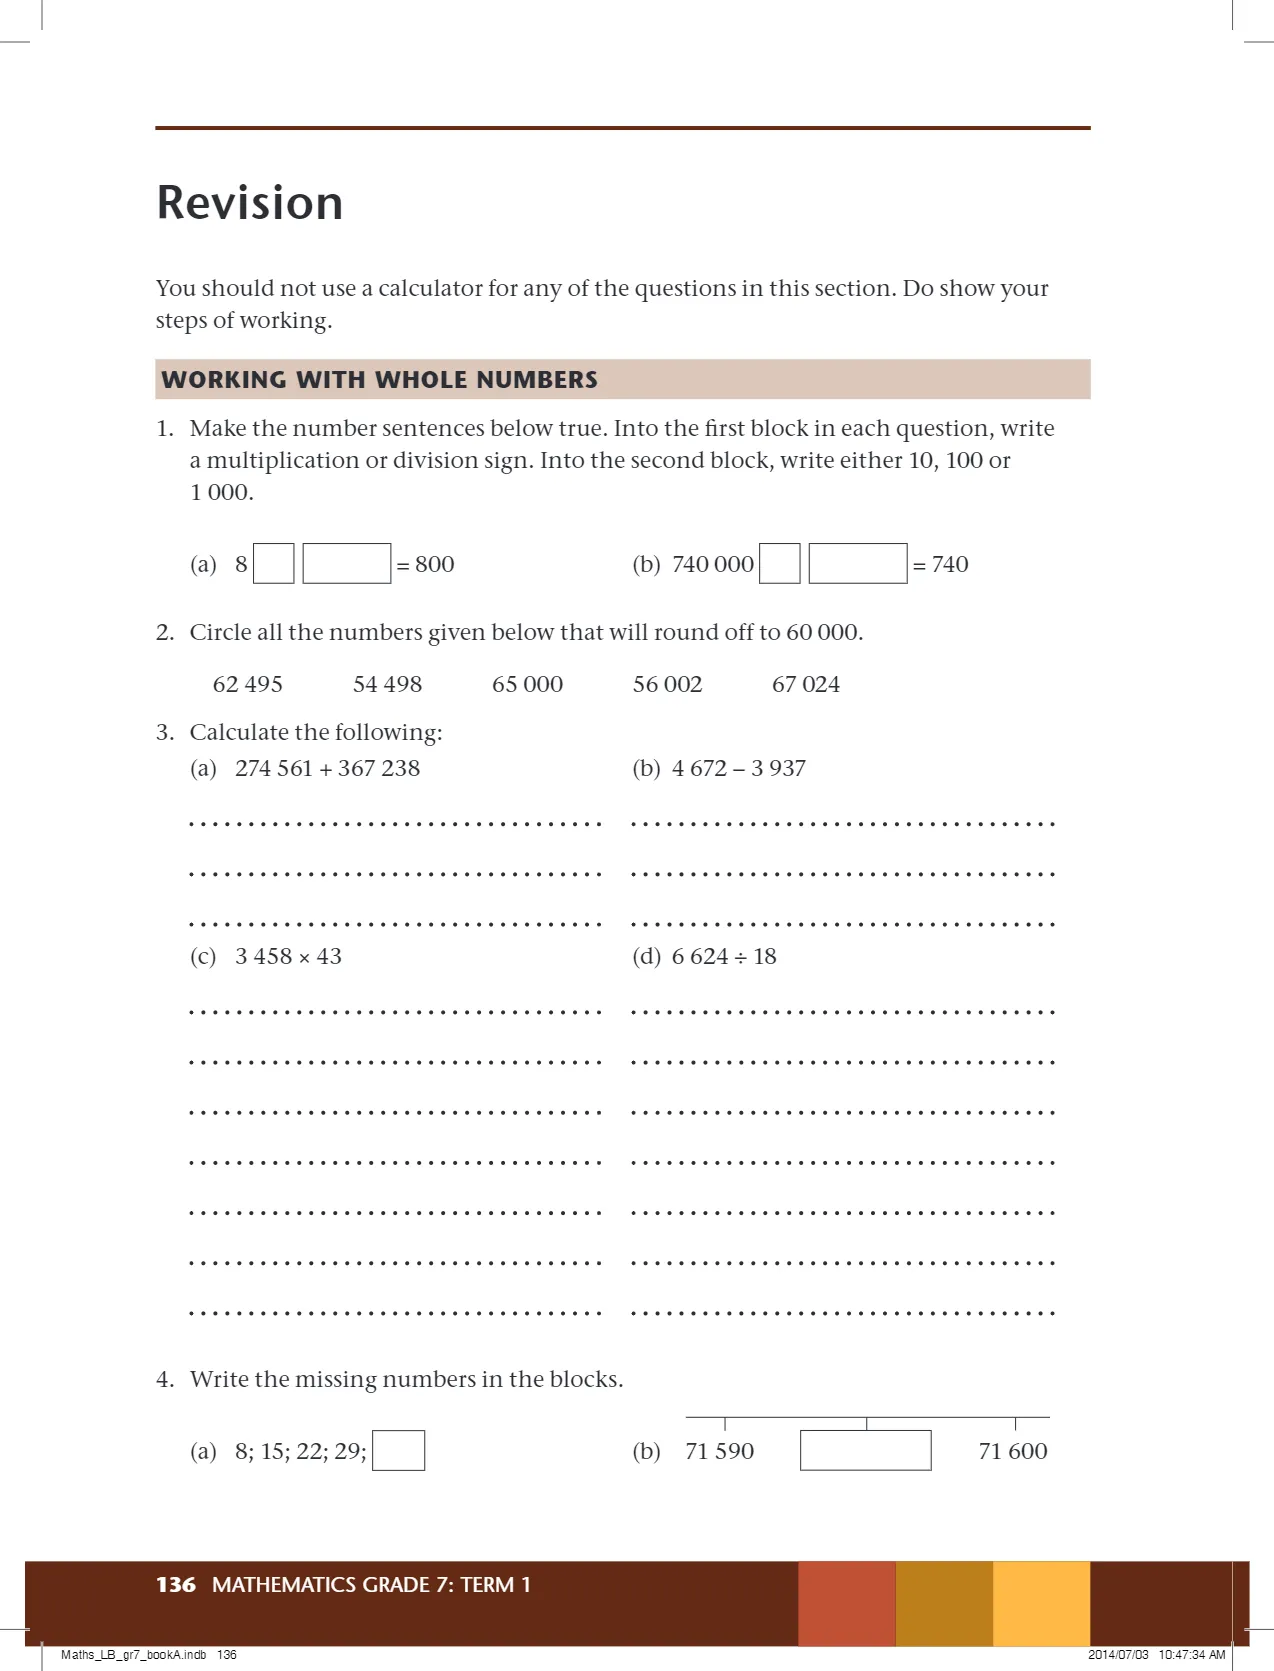 Revision
You should not use a calculator for any of the questions in this section. Do show your
steps of working.
WORKING WITH WHOLE NUMBERS
1. Make the number sentences below true. Into the first block in each question, write
a multiplication or division sign. Into the second block, write either 10, 100 or
1 000.
(a) 8 = 800 (b) 740 000 = 740
2. Circle all the numbers given below that will round off to 60 000.
62 495 54 498 65 000 56 002 67 024
3. Calculate the following:
(a) 274 561 + 367 238 (b) 4 672 – 3 937
(c) 3 458 × 43 (d) 6 624 ÷ 18
4. Write the missing numbers in the blocks.
(a) 8; 15; 22; 29; (b) 71 590 71 600
136 MATHEMATICS GRADE 7: TERM 1
Maths_LB_gr7_bookA.indb 136 2014/07/03 10:47:34 AM